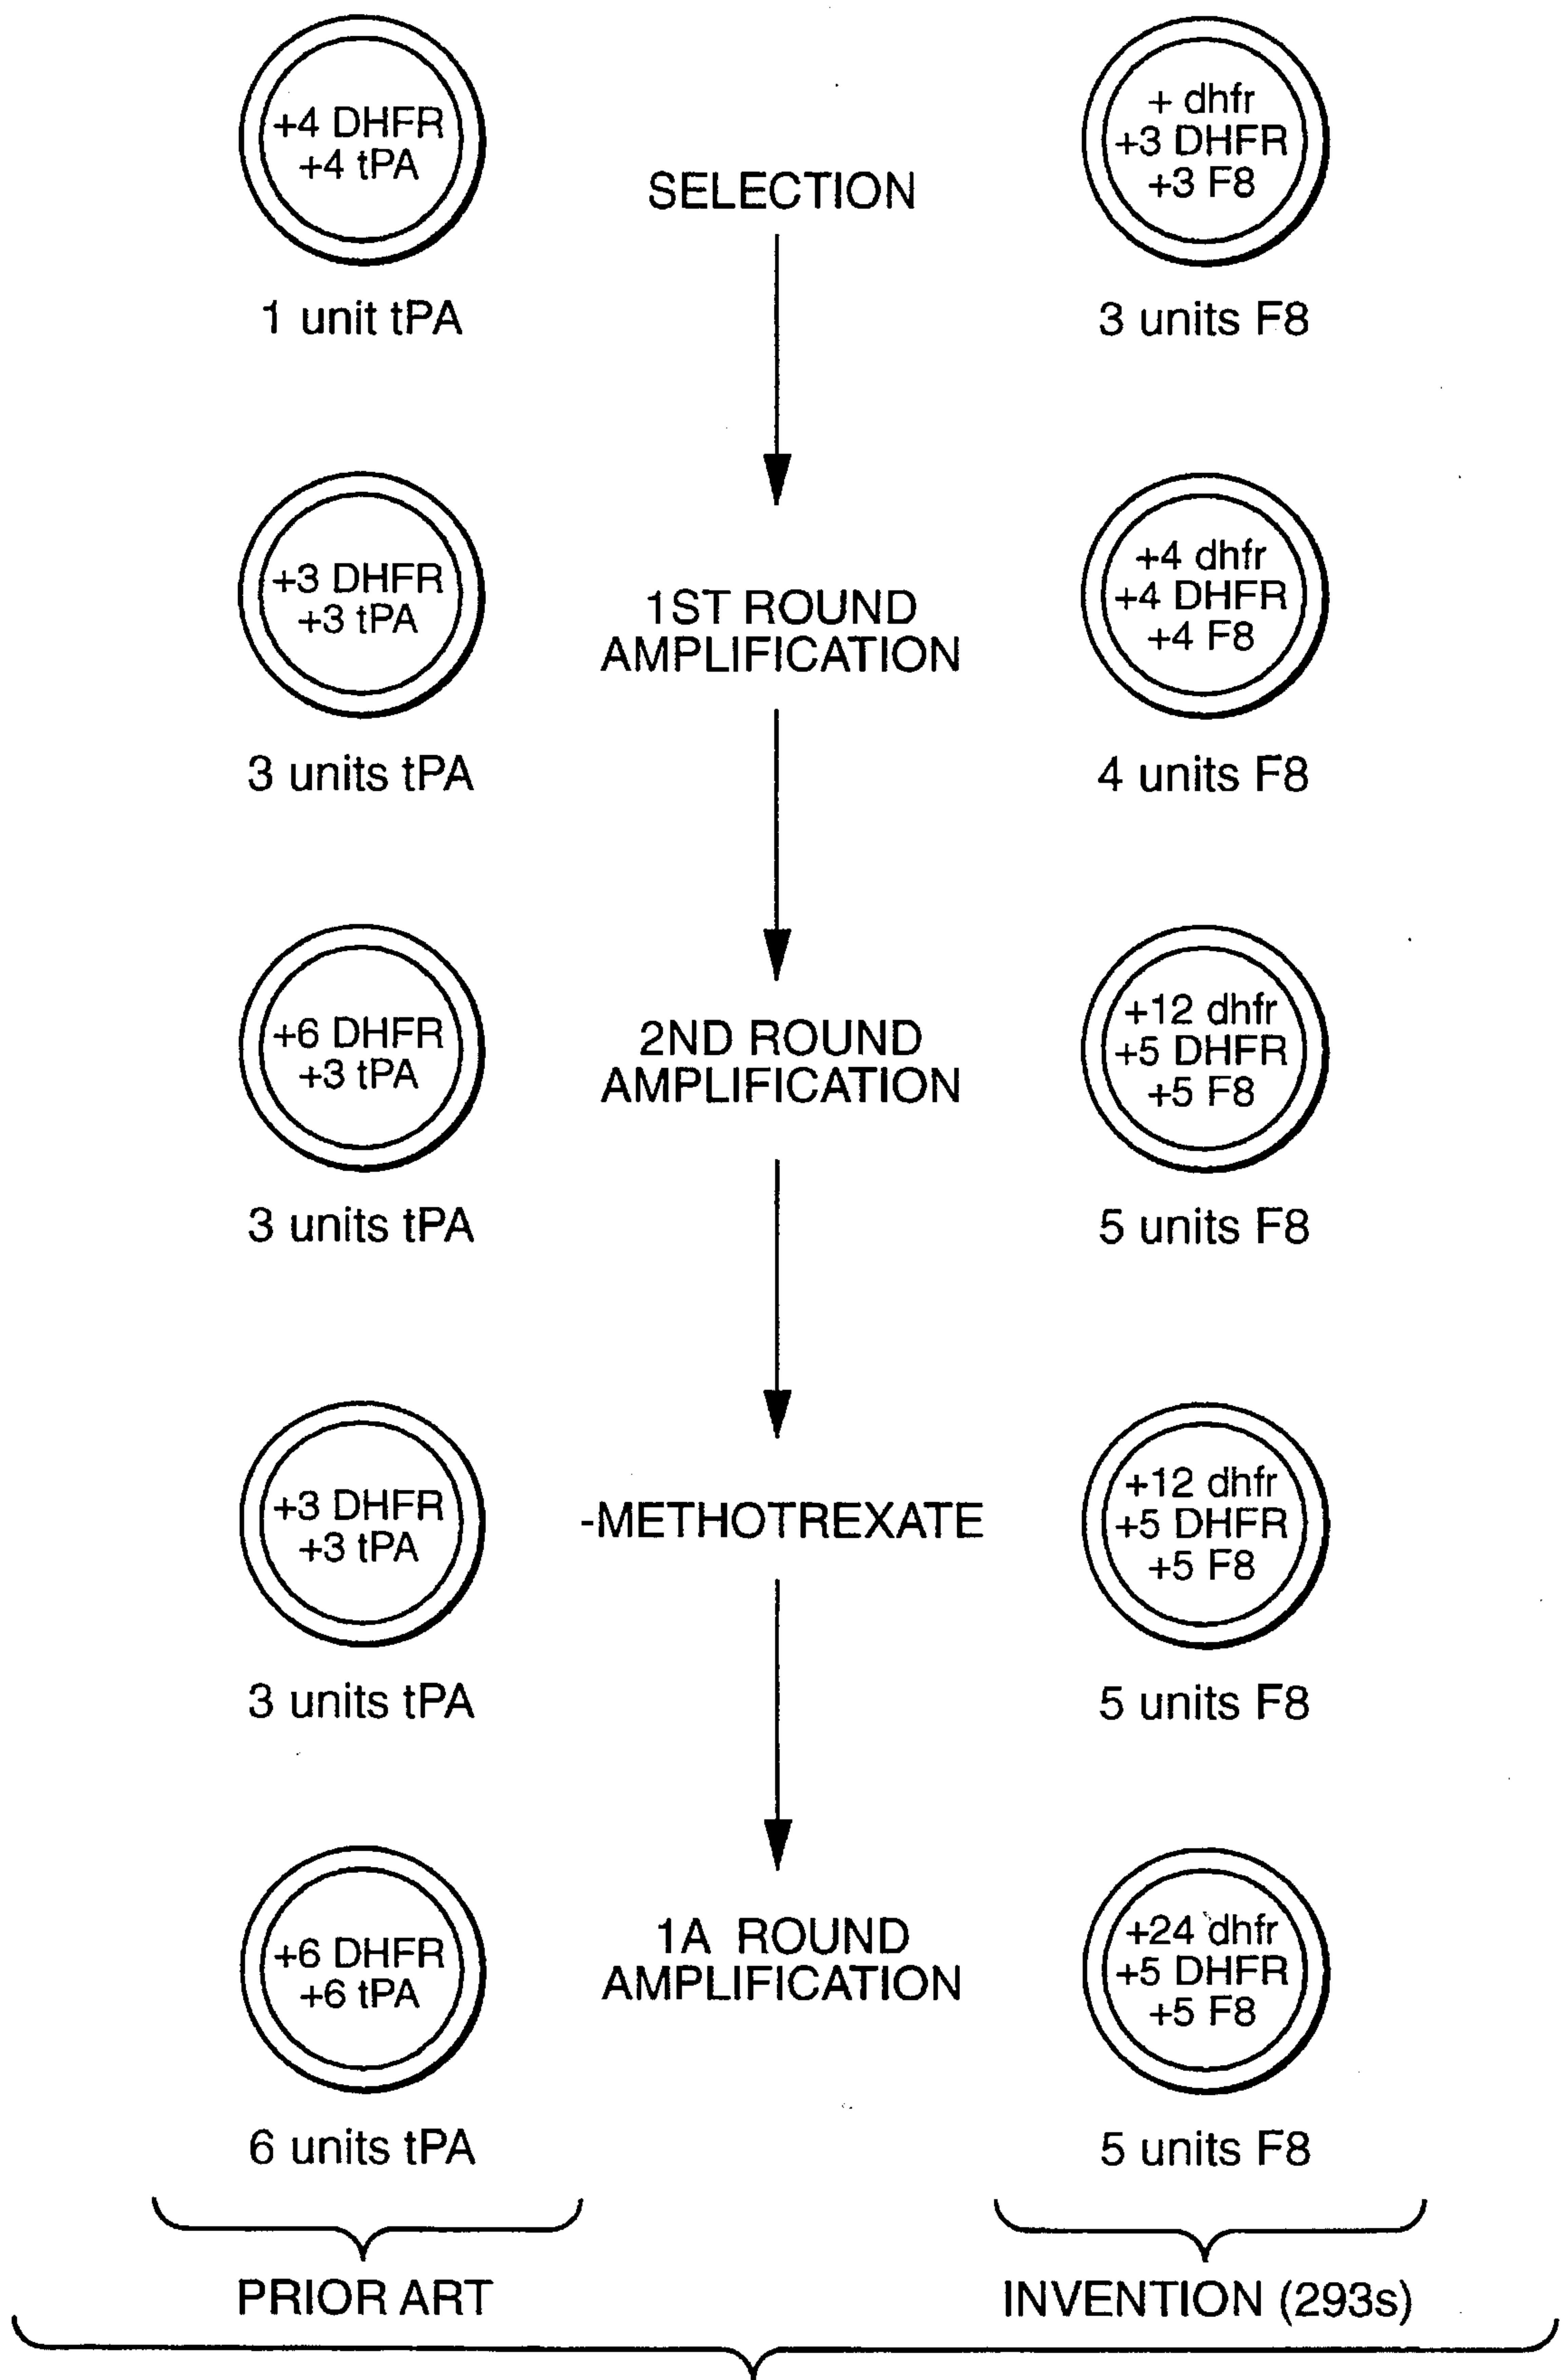 +4 DHFR
+4 tPA
1 unit tPA
SELECTION
+ dhfr
+3 DHFR
+3 F8
3 units F8
+3 DHFR
+3 tPA
3 units tPA
1ST ROUND
AMPLIFICATION
+4 dhfr
+4 DHFR
+4 F8
4 units F8
+6 DHFR
+3 tPA
3 units tPA
2ND ROUND
AMPLIFICATION
+12 dhfr
+5 DHFR
+5 F8
5 units F8
+3 DHFR
+3 tPA
3 units tPA
-METHOTREXATE
+12 dhfr
+5 DHFR
+5 F8
5 units F8
+6 DHFR
+6 tPA
6 units tPA
1A ROUND
AMPLIFICATION
+24 dhfr
+5 DHFR
+5 F8
5 units F8
PRIOR ART
INVENTION (293s)